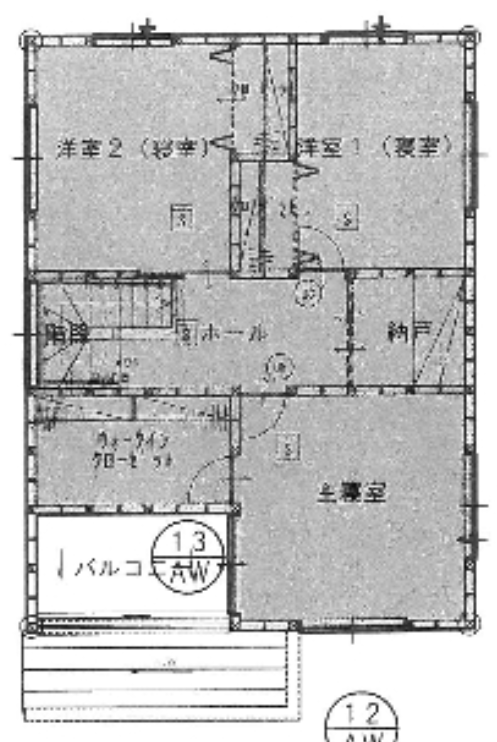 洋室2(寝室)
洋室1(寝室)
S
S
階段
S
ホール
納戸
ウォークイン
クローゼット
S
主寝室
バルコニー
13
AW
12
AW